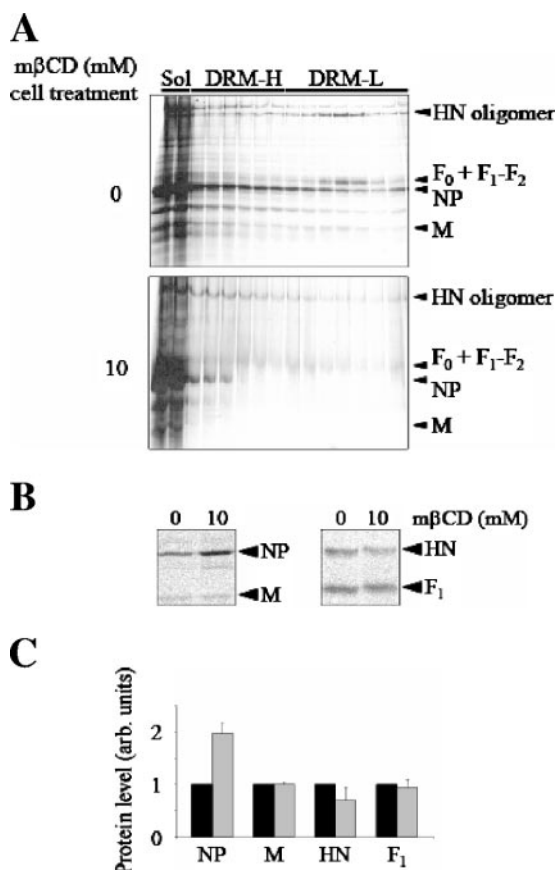 A
mβCD (mM)
cell treatment
Sol DRM-H DRM-L
0
HN oligomer
F₀ + F₁-F₂
NP
M
10
HN oligomer
F₀ + F₁-F₂
NP
M
B
0 10
0 10 mβCD (mM)
NP
M
HN
F₁
C
Protein level (arb. units)
2
1
0
NP M HN F₁